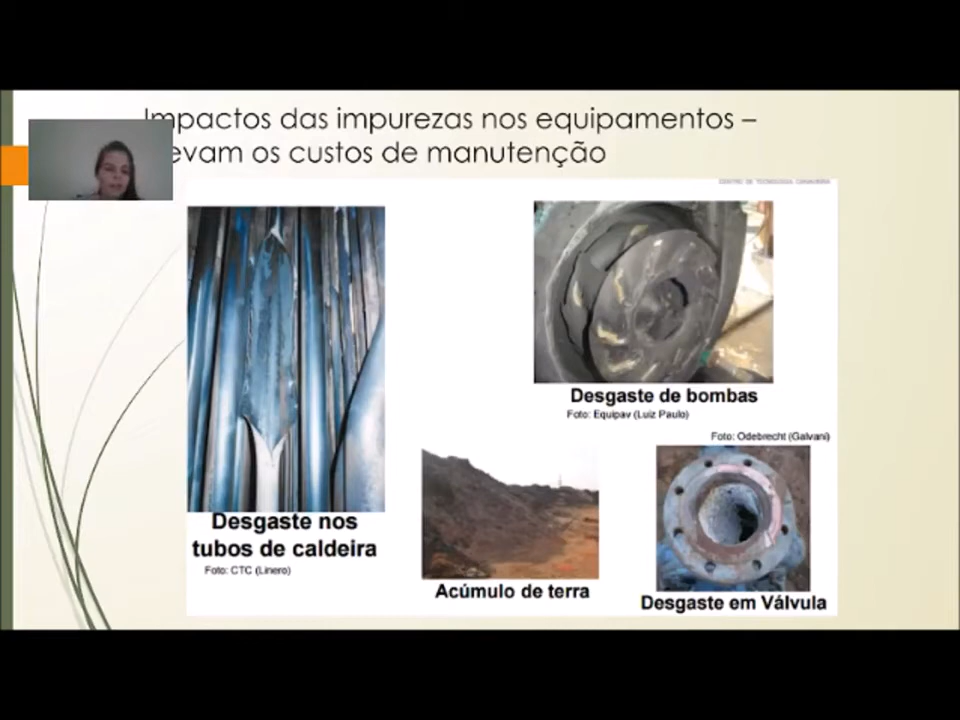 Impactos das impurezas nos equipamentos –
evam os custos de manutenção
CENTRO DE TECNOLOGIA CANAVIEIRA
Desgaste de bombas
Foto: Equipav (Luiz Paulo)
Foto: Odebrecht (Galvani)
Desgaste nos
tubos de caldeira
Foto: CTC (Linero)
Acúmulo de terra
Desgaste em Válvula